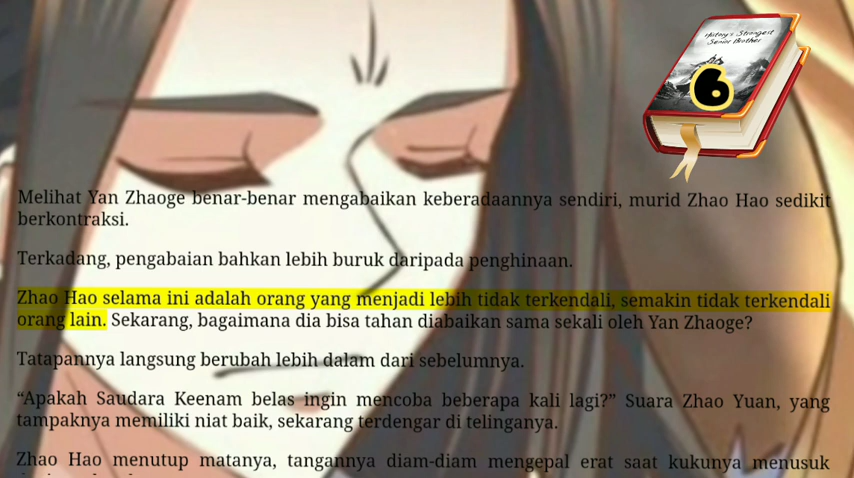 History's Strongest
Senior Brother
6
Melihat Yan Zhaoge benar-benar mengabaikan keberadaannya sendiri, murid Zhao Hao sedikit
berkontraksi.
Terkadang, pengabaian bahkan lebih buruk daripada penghinaan.
Zhao Hao selama ini adalah orang yang menjadi lebih tidak terkendali, semakin tidak terkendali
orang lain. Sekarang, bagaimana dia bisa tahan diabaikan sama sekali oleh Yan Zhaoge?
Tatapannya langsung berubah lebih dalam dari sebelumnya.
“Apakah Saudara Keenam belas ingin mencoba beberapa kali lagi?” Suara Zhao Yuan, yang
tampaknya memiliki niat baik, sekarang terdengar di telinganya.
Zhao Hao menutup matanya, tangannya diam-diam mengepal erat saat kukunya menusuk